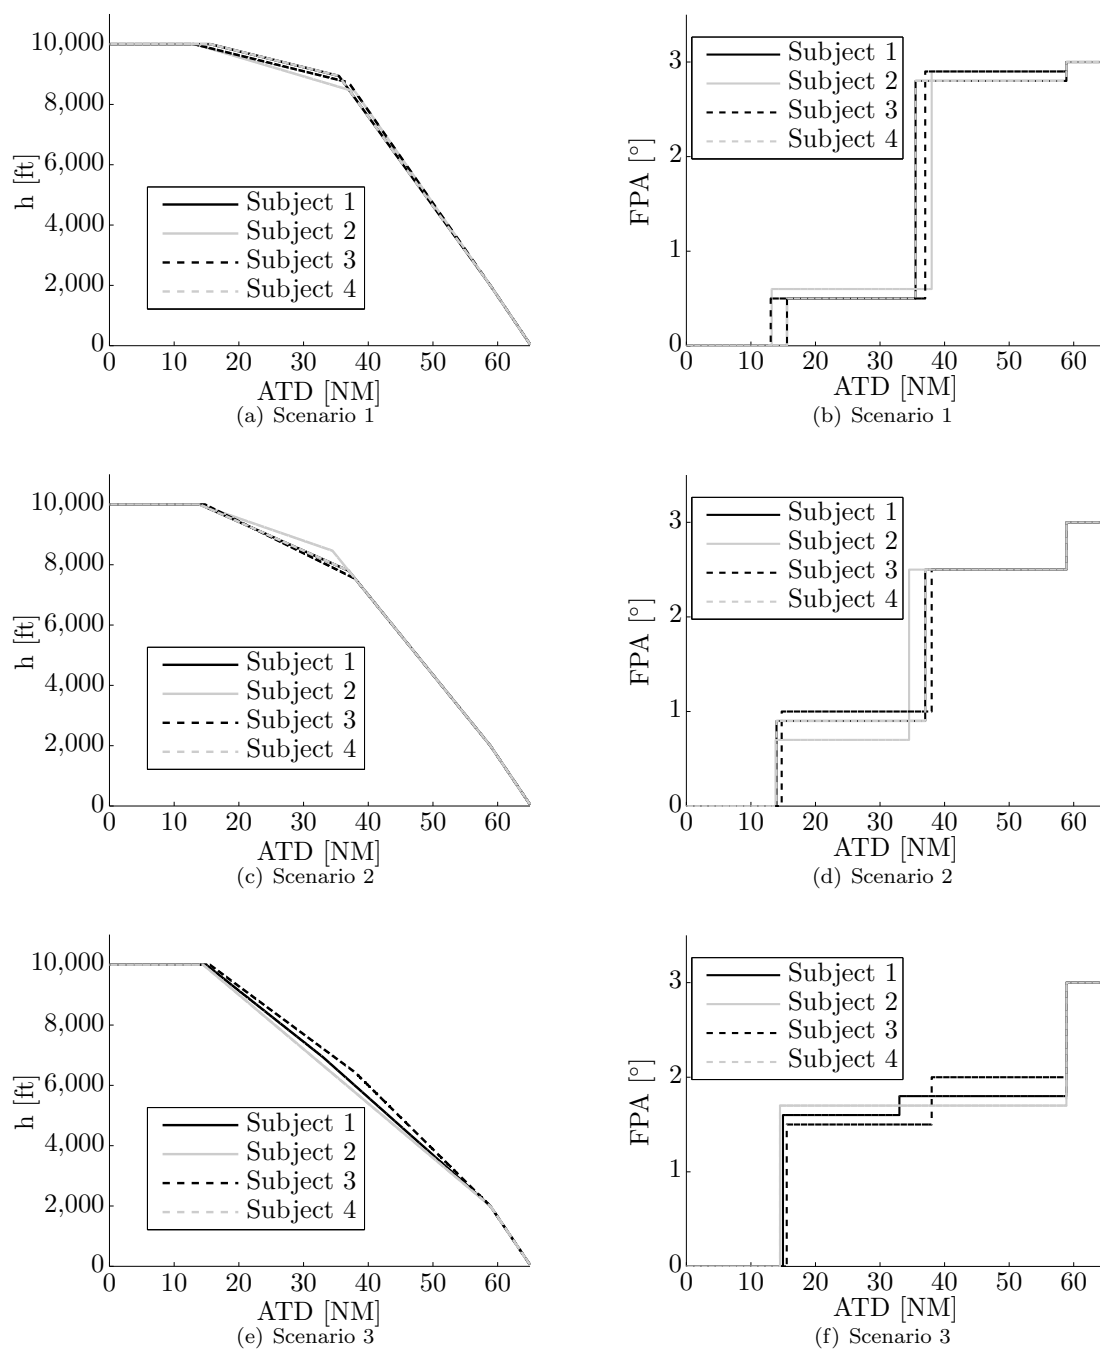 10,000
8,000
6,000
4,000
2,000
0
h [ft]
Subject 1
Subject 2
Subject 3
Subject 4
0 10 20 30 40 50 60
ATD [NM]
(a) Scenario 1
3
2
1
0
FPA [°]
Subject 1
Subject 2
Subject 3
Subject 4
0 10 20 30 40 50 60
ATD [NM]
(b) Scenario 1
10,000
8,000
6,000
4,000
2,000
0
h [ft]
Subject 1
Subject 2
Subject 3
Subject 4
0 10 20 30 40 50 60
ATD [NM]
(c) Scenario 2
3
2
1
0
FPA [°]
Subject 1
Subject 2
Subject 3
Subject 4
0 10 20 30 40 50 60
ATD [NM]
(d) Scenario 2
10,000
8,000
6,000
4,000
2,000
0
h [ft]
Subject 1
Subject 2
Subject 3
Subject 4
0 10 20 30 40 50 60
ATD [NM]
(e) Scenario 3
3
2
1
0
FPA [°]
Subject 1
Subject 2
Subject 3
Subject 4
0 10 20 30 40 50 60
ATD [NM]
(f) Scenario 3